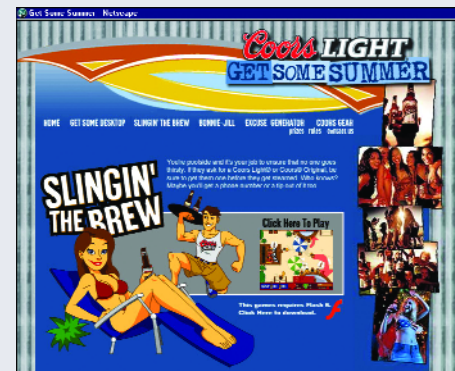 Get Some Summer - Netscape
Coors LIGHT
GET SOME SUMMER
HOME GET SOME DESKTOP SLINGIN' THE BREW BONNIE-JILL EXCUSE GENERATOR COORS GEAR
prizes rules contact us
You're poolside and it's your job to ensure that no one goes
thirsty. If they ask for a Coors Light® or Coors® Original, be
sure to get them one before they get steamed. Who knows?
Maybe you'll get a phone number or a tip out of it too.
SLINGIN'
THE BREW
Click Here To Play
This games requires Flash 5.
Click Here to download.